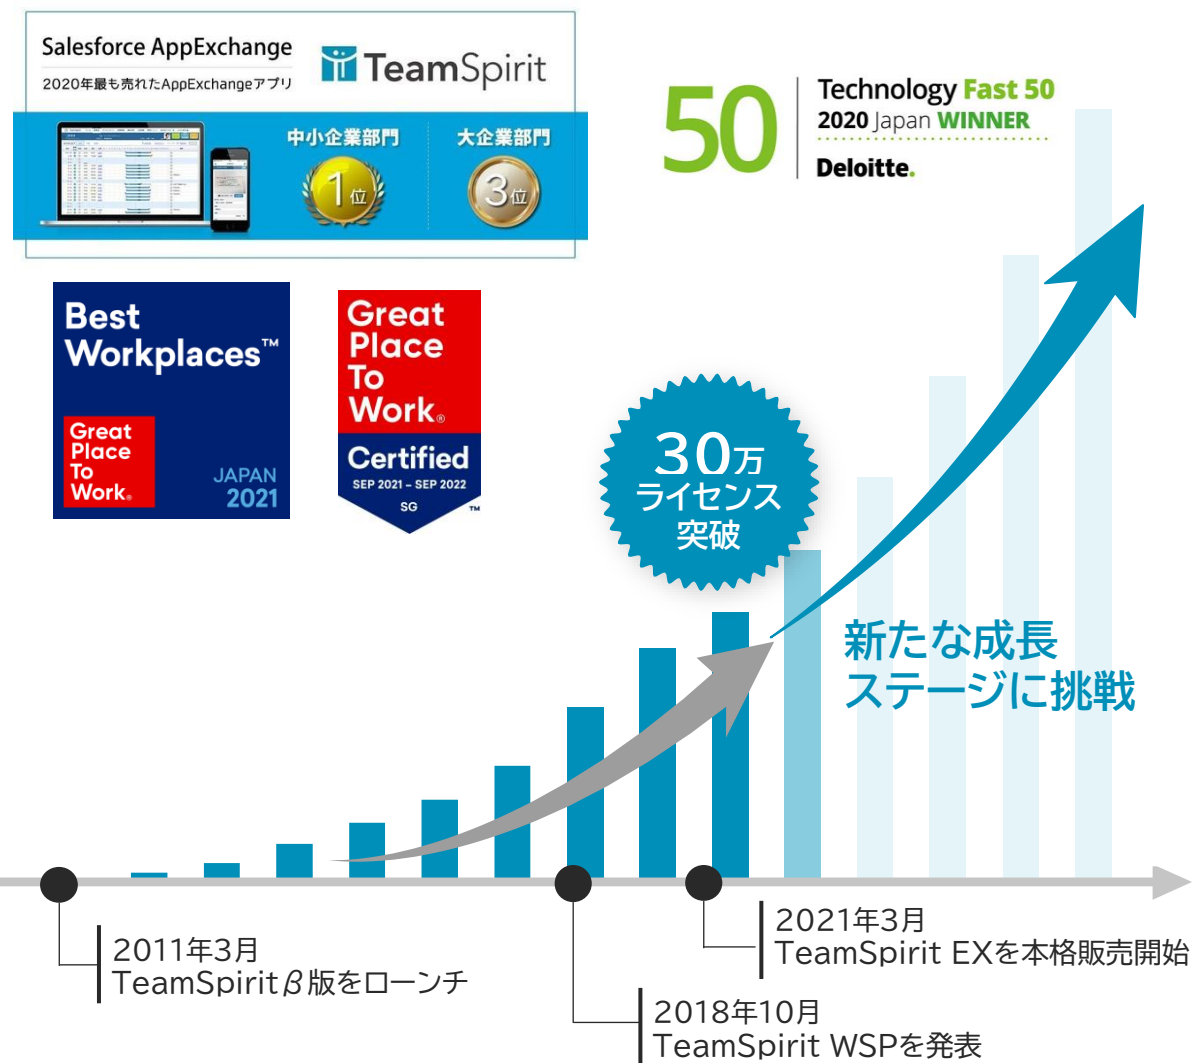 Salesforce AppExchange
2020年最も売れたAppExchangeアプリ
TeamSpirit
中小企業部門
1位
大企業部門
3位
50
Technology Fast 50
2020 Japan WINNER
Deloitte.
Best
Workplaces™
Great
Place
To
Work®
JAPAN
2021
Great
Place
To
Work®
Certified
SEP 2021 – SEP 2022
SG
TM
30万
ライセンス
突破
新たな成長
ステージに挑戦
2011年3月
TeamSpiritβ版をローンチ
2018年10月
TeamSpirit WSPを発表
2021年3月
TeamSpirit EXを本格販売開始